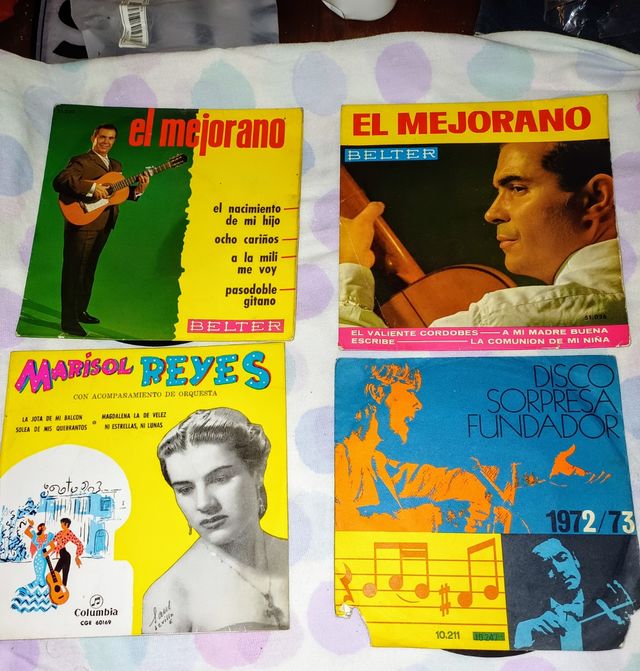 el mejorano
el nacimiento
de mi hijo
ocho cariños
a la mili
me voy
pasodoble
gitano
BELTER
EL MEJORANO
BELTER
51.096
EL VALIENTE CORDOBES — A MI MADRE BUENA
ESCRIBE — LA COMUNION DE MI NIÑA
MARISOL REYES
CON ACOMPAÑAMIENTO DE ORQUESTA
LA JOTA DE MI BALCON
SOLEA DE MIS QUEBRANTOS
MAGDALENA LA DE VELEZ
NI ESTRELLAS, NI LUNAS
Columbia
CGE 60169
DISCO
SORPRESA
FUNDADOR
1972/73
10.211